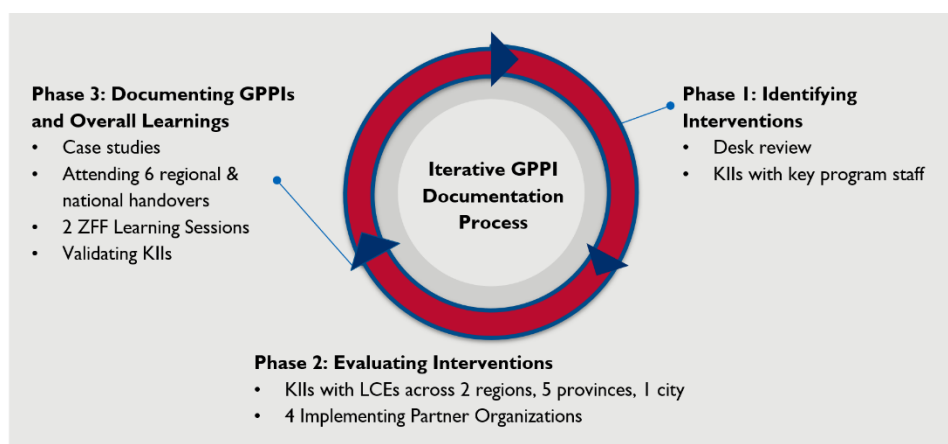 Phase 3: Documenting GPPIs
and Overall Learnings
• Case studies
• Attending 6 regional &
national handovers
• 2 ZFF Learning Sessions
• Validating KIIs
Iterative GPPI
Documentation
Process
Phase 1: Identifying
Interventions
• Desk review
• KIIs with key program staff
Phase 2: Evaluating Interventions
• KIIs with LCEs across 2 regions, 5 provinces, 1 city
• 4 Implementing Partner Organizations